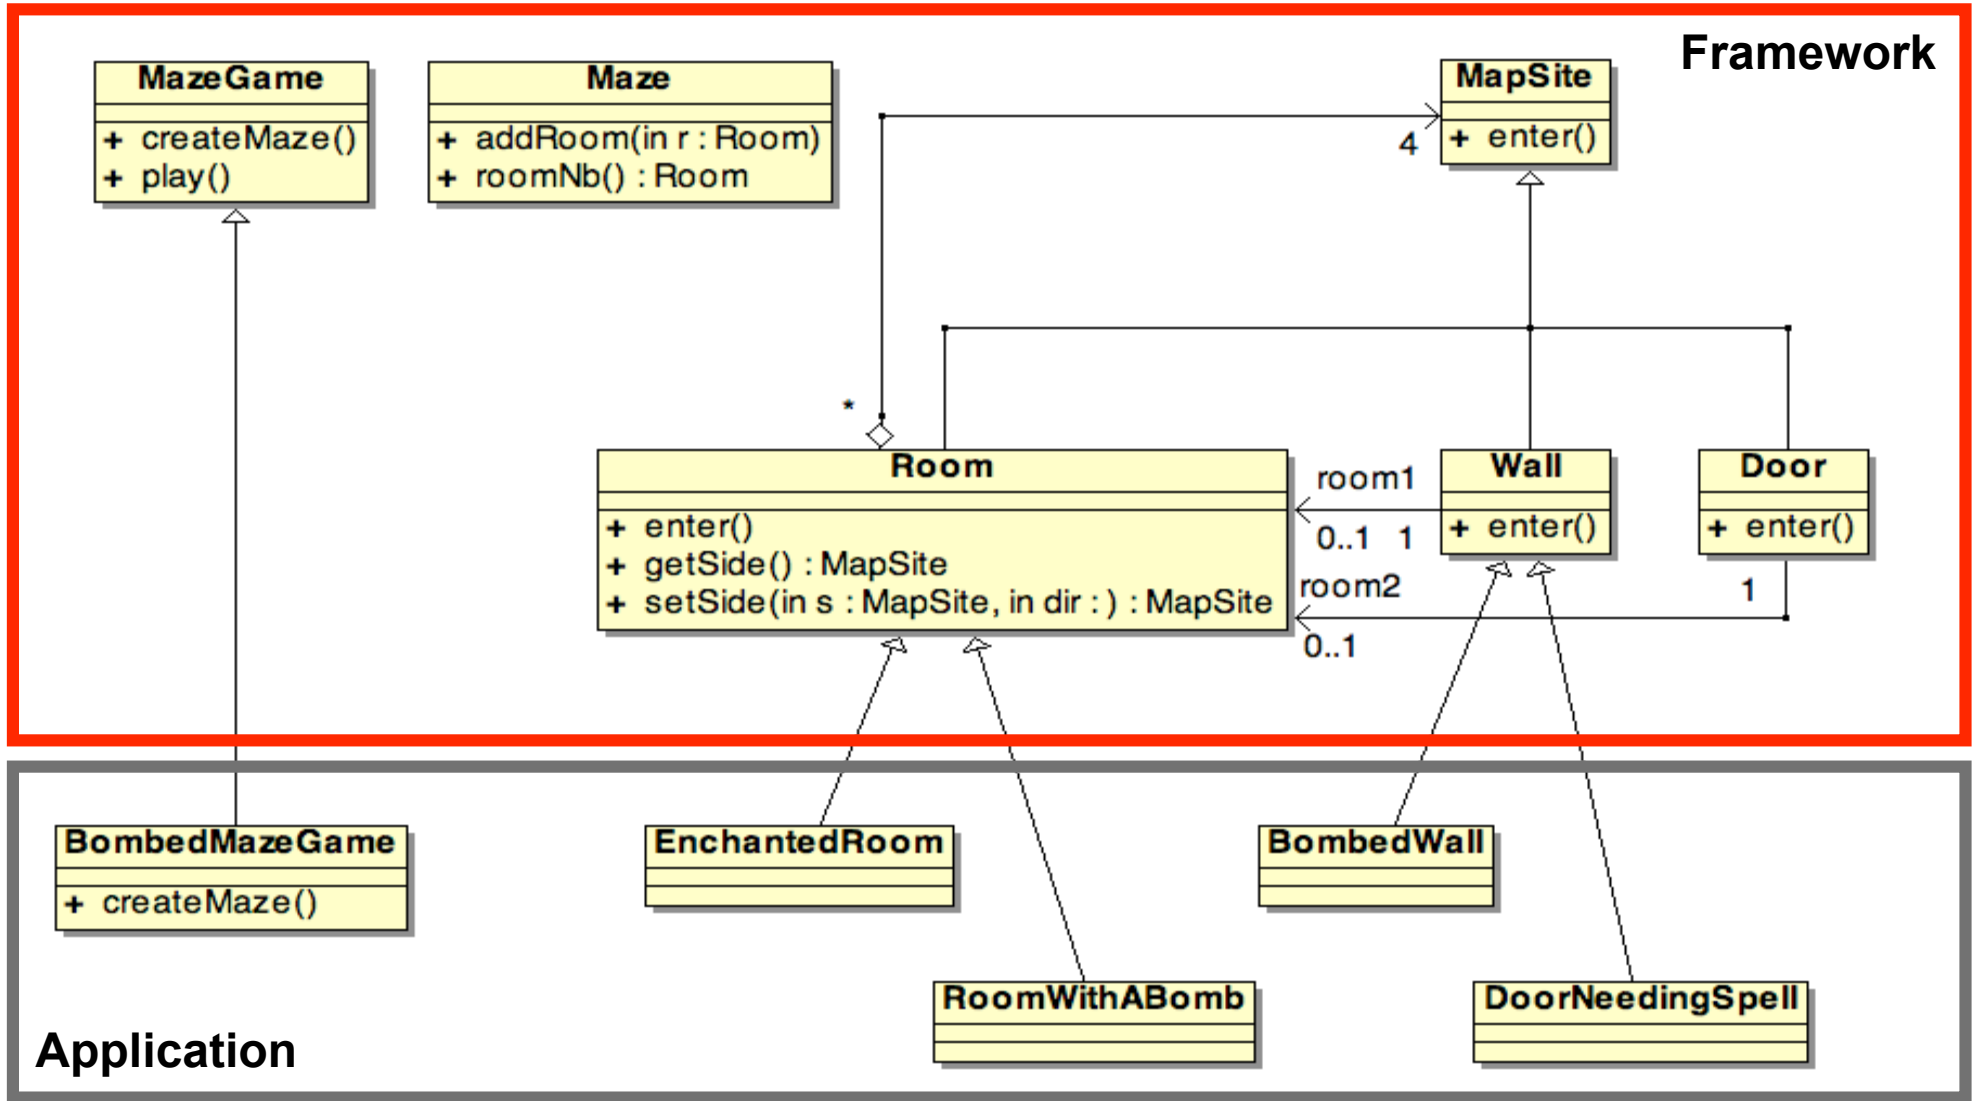 Framework
MazeGame
+ createMaze()
+ play()
Maze
+ addRoom(in r : Room)
+ roomNb() : Room
MapSite
+ enter()
4
*
Room
+ enter()
+ getSide() : MapSite
+ setSide(in s : MapSite, in dir : ) : MapSite
room1
0..1 1
room2
0..1
Wall
+ enter()
Door
+ enter()
1
BombedMazeGame
+ createMaze()
EnchantedRoom
BombedWall
RoomWithABomb
DoorNeedingSpell
Application